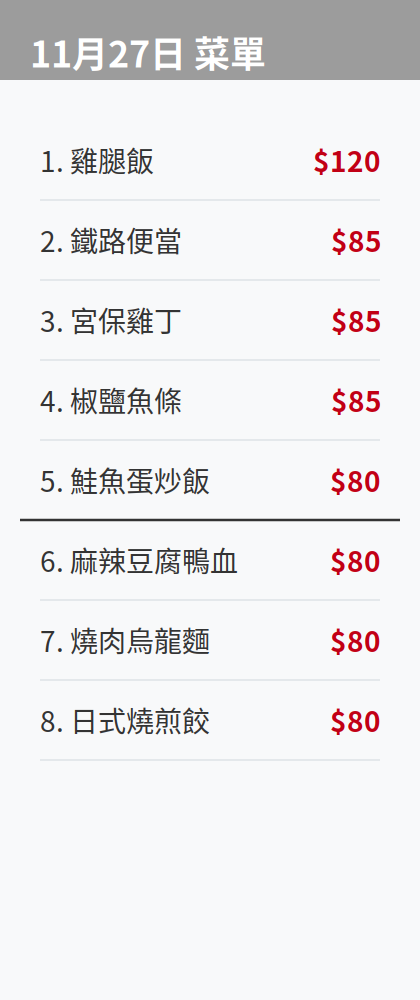 11月27日 菜單
1. 雞腿飯 $120
2. 鐵路便當 $85
3. 宮保雞丁 $85
4. 椒鹽魚條 $85
5. 鮭魚蛋炒飯 $80
6. 麻辣豆腐鴨血 $80
7. 燒肉烏龍麵 $80
8. 日式燒煎餃 $80